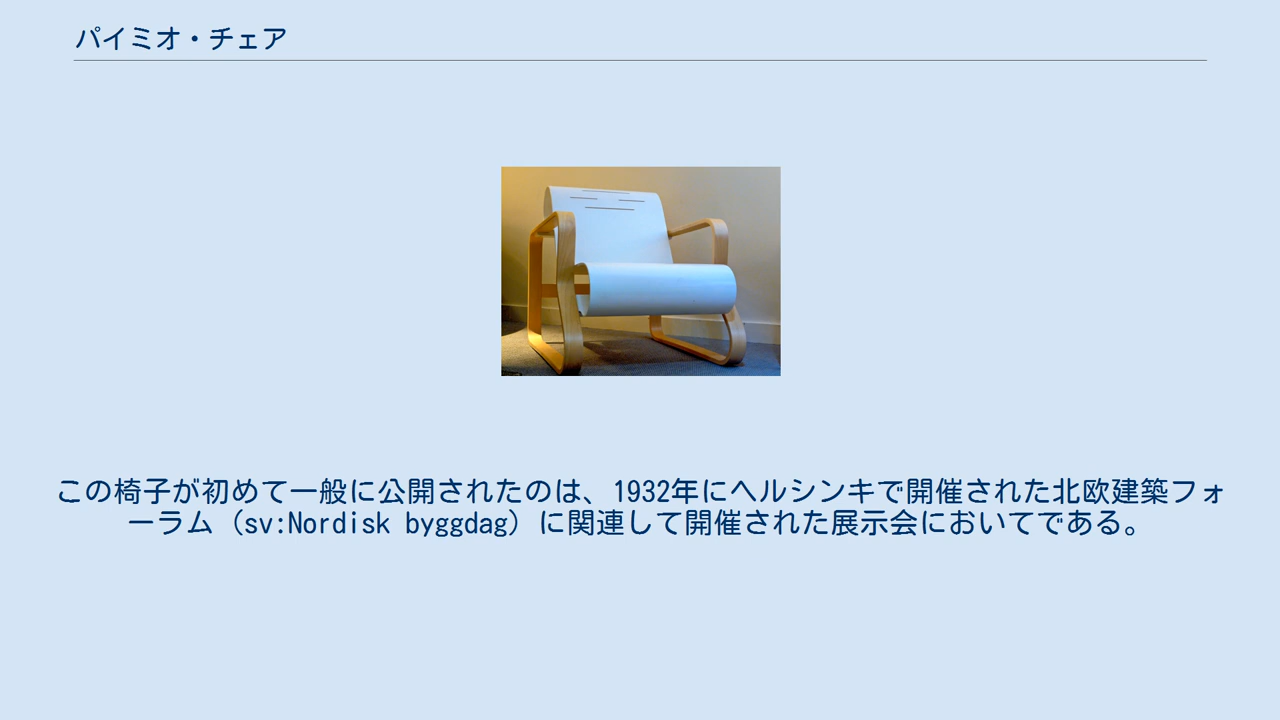 パイミオ・チェア
この椅子が初めて一般に公開されたのは、1932年にヘルシンキで開催された北欧建築フォ
ーラム（sv:Nordisk byggdag）に関連して開催された展示会においてである。